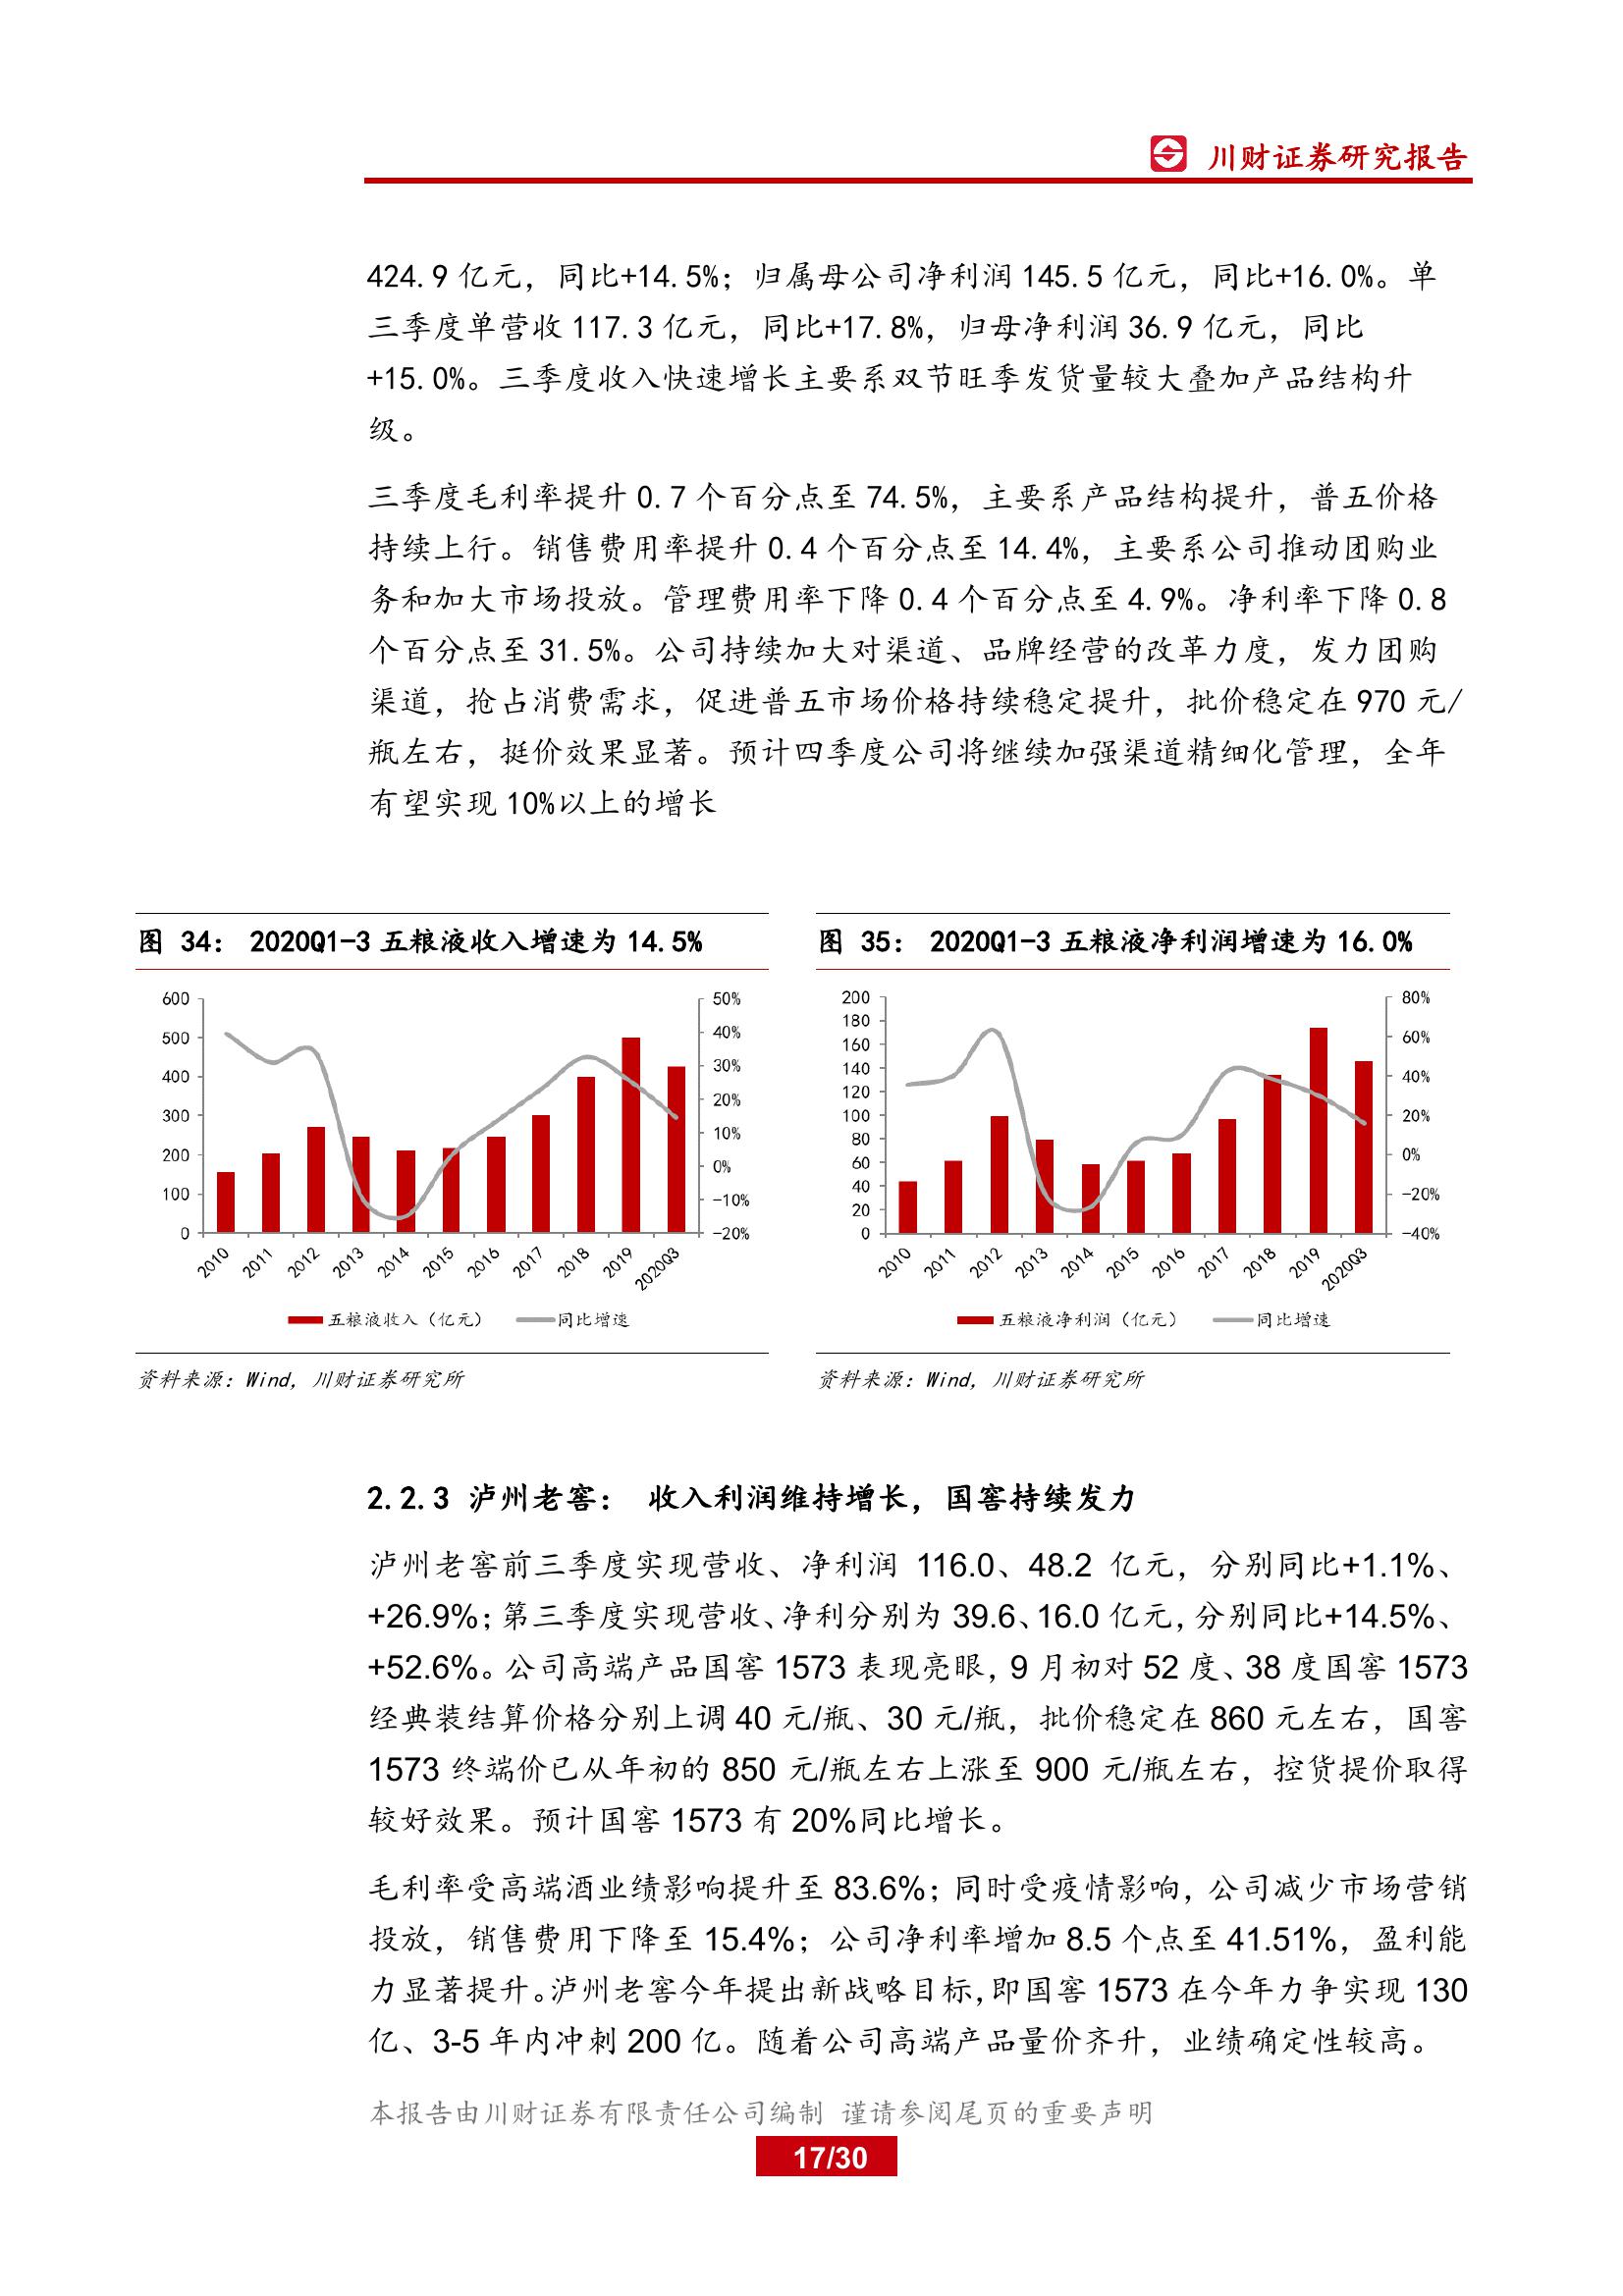 川财证券研究报告
424.9 亿元，同比+14.5%；归属母公司净利润 145.5 亿元，同比+16.0%。单
三季度单营收 117.3 亿元，同比+17.8%，归母净利润 36.9 亿元，同比
+15.0%。三季度收入快速增长主要系双节旺季发货量较大叠加产品结构升
级。
三季度毛利率提升 0.7 个百分点至 74.5%，主要系产品结构提升，普五价格
持续上行。销售费用率提升 0.4 个百分点至 14.4%，主要系公司推动团购业
务和加大市场投放。管理费用率下降 0.4 个百分点至 4.9%。净利率下降 0.8
个百分点至 31.5%。公司持续加大对渠道、品牌经营的改革力度，发力团购
渠道，抢占消费需求，促进普五市场价格持续稳定提升，批价稳定在 970 元/
瓶左右，挺价效果显著。预计四季度公司将继续加强渠道精细化管理，全年
有望实现 10%以上的增长
图 34： 2020Q1-3 五粮液收入增速为 14.5%
600
500
400
300
200
100
0
50%
40%
30%
20%
10%
0%
-10%
-20%
2010
2011
2012
2013
2014
2015
2016
2017
2018
2019
2020Q3
五粮液收入（亿元）
同比增速
资料来源：Wind，川财证券研究所
图 35： 2020Q1-3 五粮液净利润增速为 16.0%
200
180
160
140
120
100
80
60
40
20
0
80%
60%
40%
20%
0%
-20%
-40%
2010
2011
2012
2013
2014
2015
2016
2017
2018
2019
2020Q3
五粮液净利润（亿元）
同比增速
资料来源：Wind，川财证券研究所
2.2.3 泸州老窖： 收入利润维持增长，国窖持续发力
泸州老窖前三季度实现营收、净利润 116.0、48.2 亿元，分别同比+1.1%、
+26.9%；第三季度实现营收、净利分别为 39.6、16.0 亿元，分别同比+14.5%、
+52.6%。公司高端产品国窖 1573 表现亮眼，9 月初对 52 度、38 度国窖 1573
经典装结算价格分别上调 40 元/瓶、30 元/瓶，批价稳定在 860 元左右，国窖
1573 终端价已从年初的 850 元/瓶左右上涨至 900 元/瓶左右，控货提价取得
较好效果。预计国窖 1573 有 20%同比增长。
毛利率受高端酒业绩影响提升至 83.6%；同时受疫情影响，公司减少市场营销
投放，销售费用下降至 15.4%；公司净利率增加 8.5 个点至 41.51%，盈利能
力显著提升。泸州老窖今年提出新战略目标，即国窖 1573 在今年力争实现 130
亿、3-5 年内冲刺 200 亿。随着公司高端产品量价齐升，业绩确定性较高。
本报告由川财证券有限责任公司编制 谨请参阅尾页的重要声明
17/30